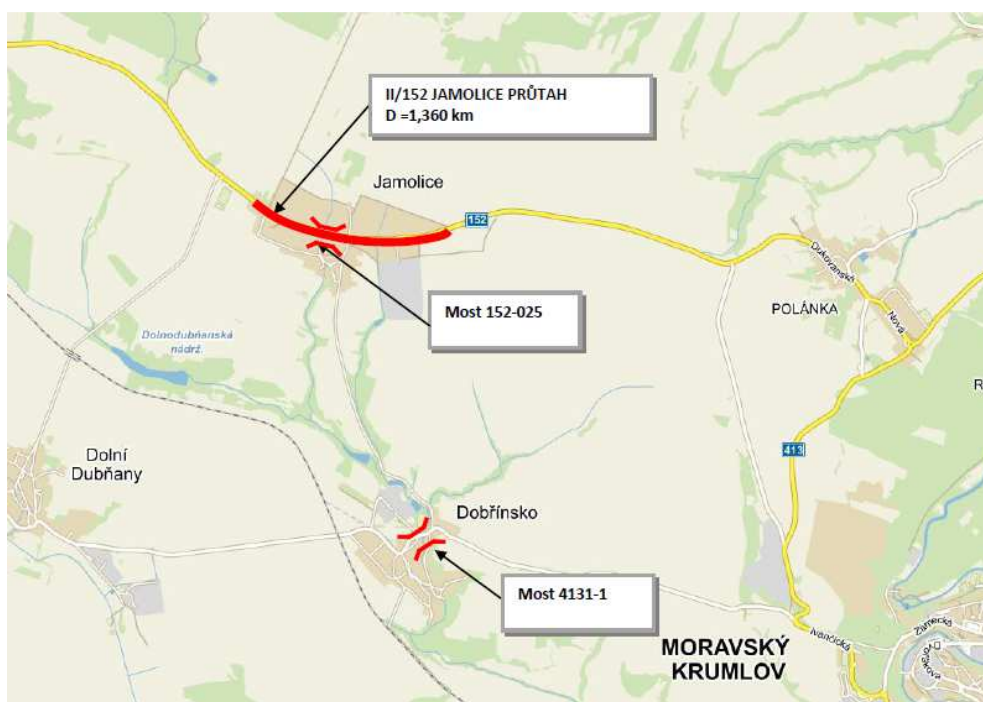 II/152 JAMOLICE PRŮTAH
D =1,360 km
Jamolice
152
Dukovanská
Most 152-025
POLÁNKA
Nová
Dolnodubňanská
nádrž
R
413
Dolní
Dubňany
Dobřínsko
Most 4131-1
Ivančická
Zámecká
MORAVSKÝ
KRUMLOV